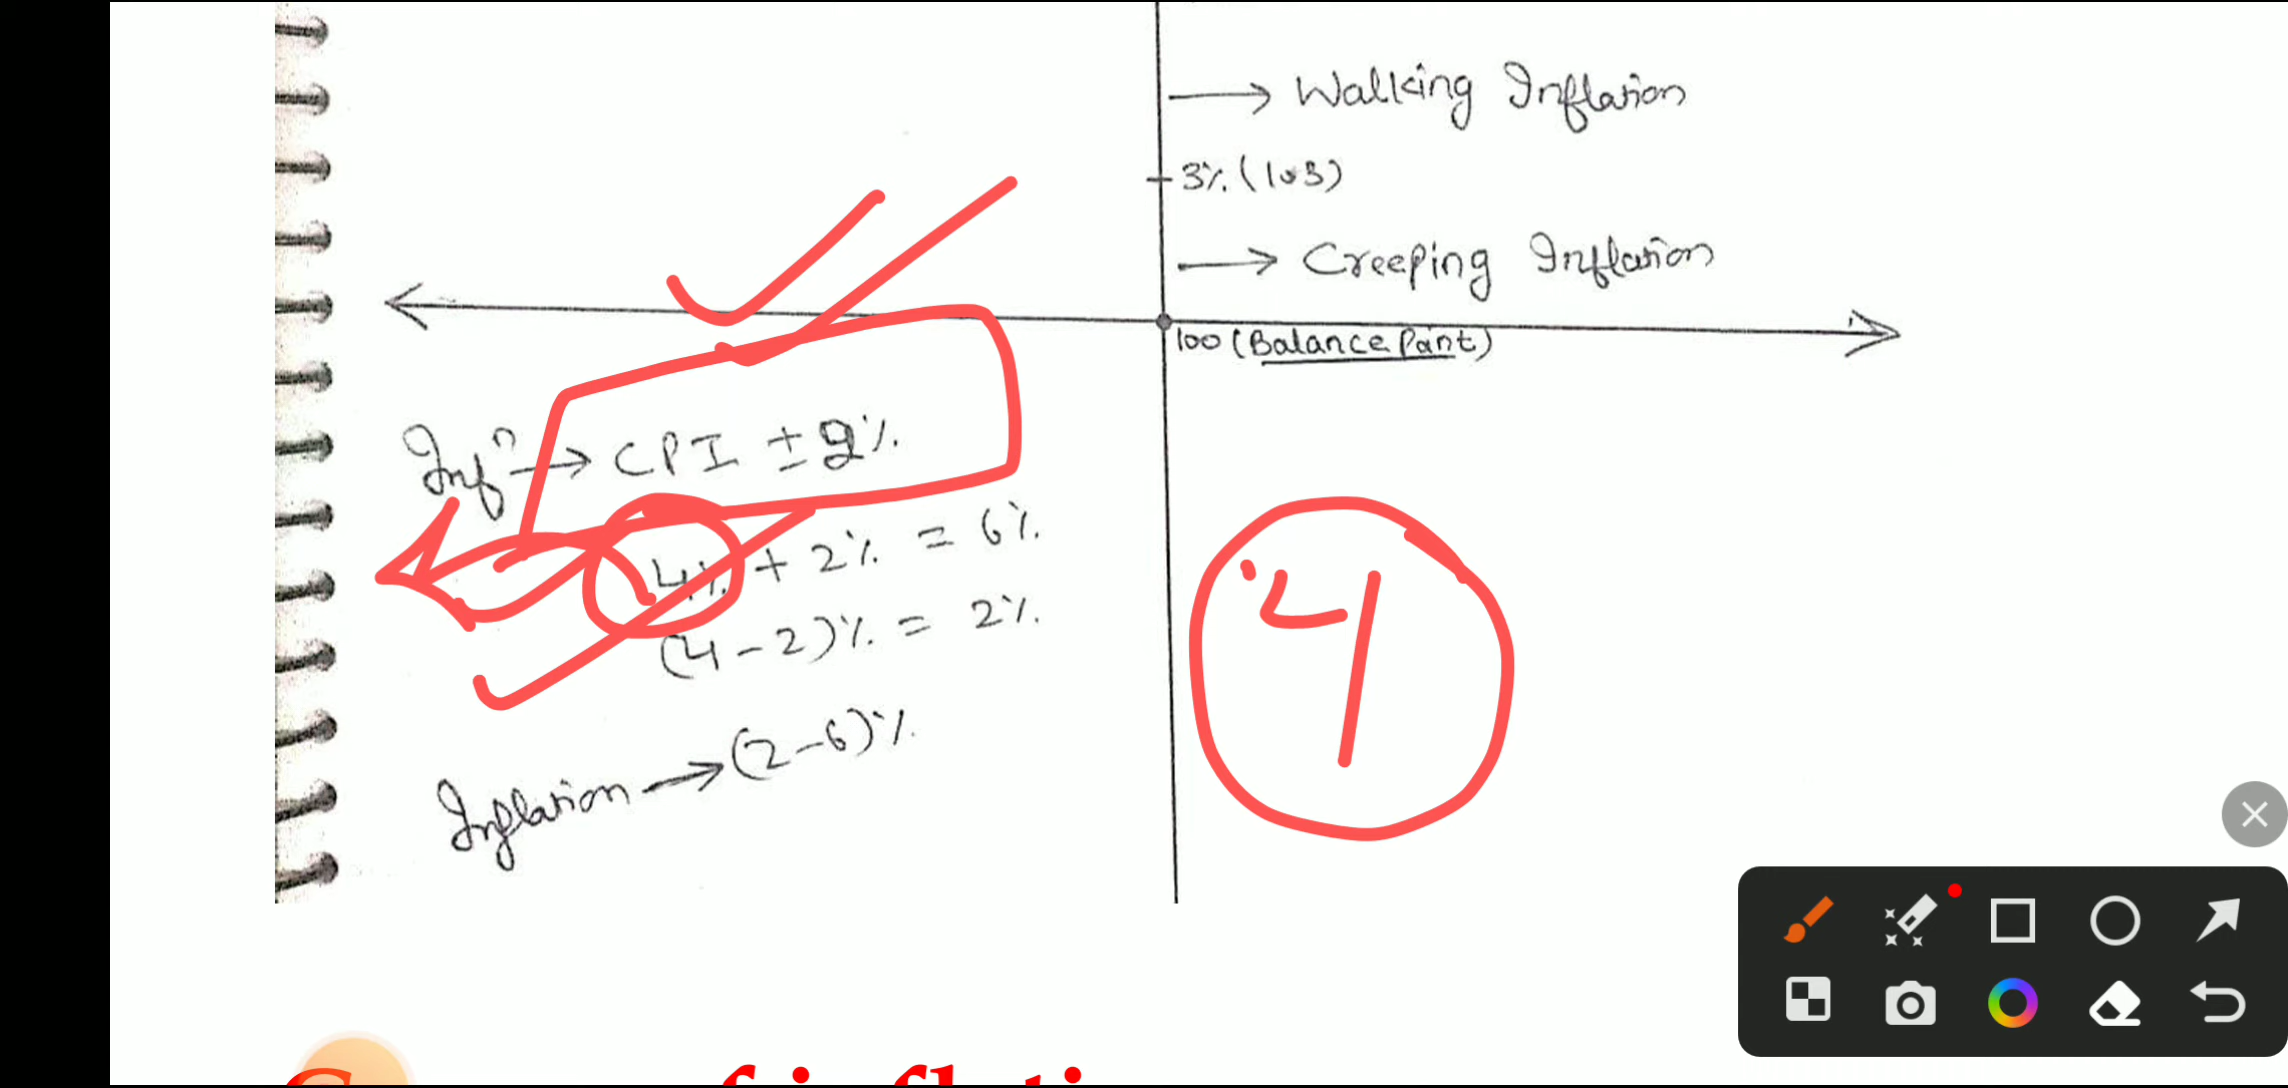 → Walking Inflation
3% (103)
→ Creeping Inflation
100 (Balance Point)
Infⁿ → CPI ± 2%
4% + 2% = 6%
(4-2)% = 2%
4
Inflation → (2-6)%